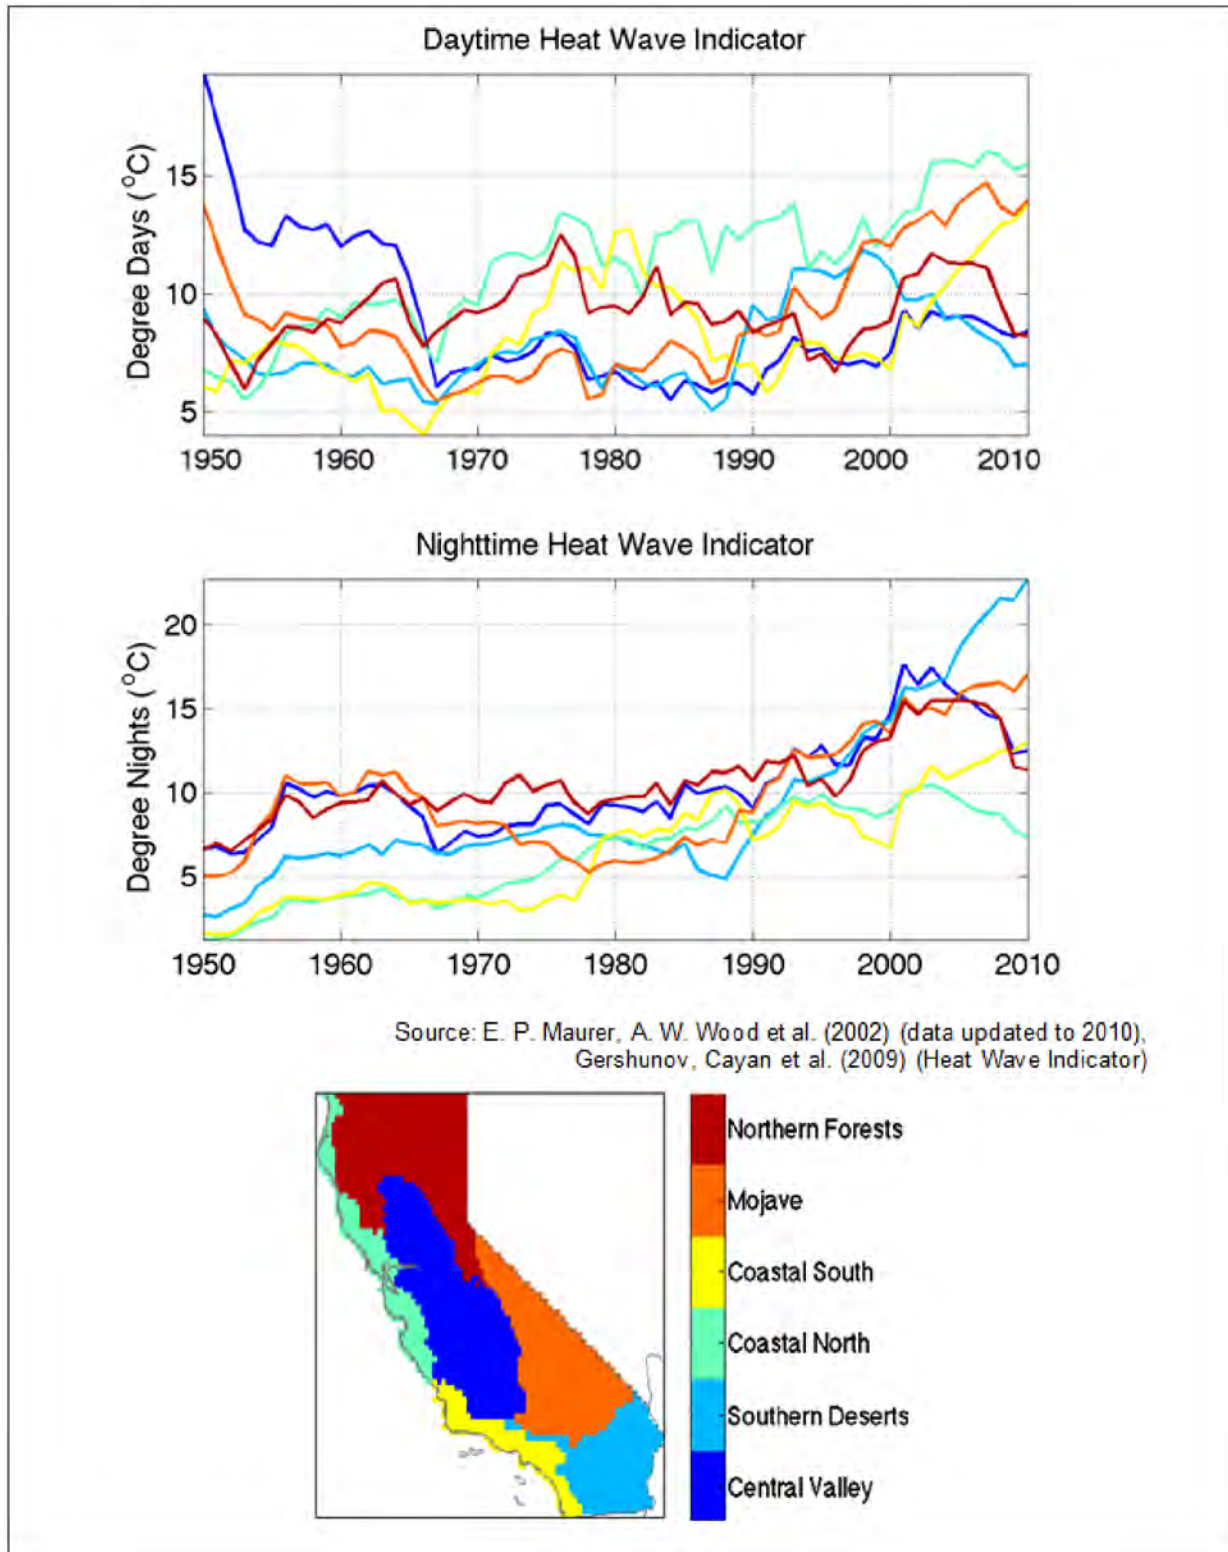 Daytime Heat Wave Indicator
Degree Days (°C)
15
10
5
1950 1960 1970 1980 1990 2000 2010
Nighttime Heat Wave Indicator
Degree Nights (°C)
20
15
10
5
1950 1960 1970 1980 1990 2000 2010
Source: E. P. Maurer, A. W. Wood et al. (2002) (data updated to 2010),
Gershunov, Cayan et al. (2009) (Heat Wave Indicator)
Northern Forests
Mojave
Coastal South
Coastal North
Southern Deserts
Central Valley